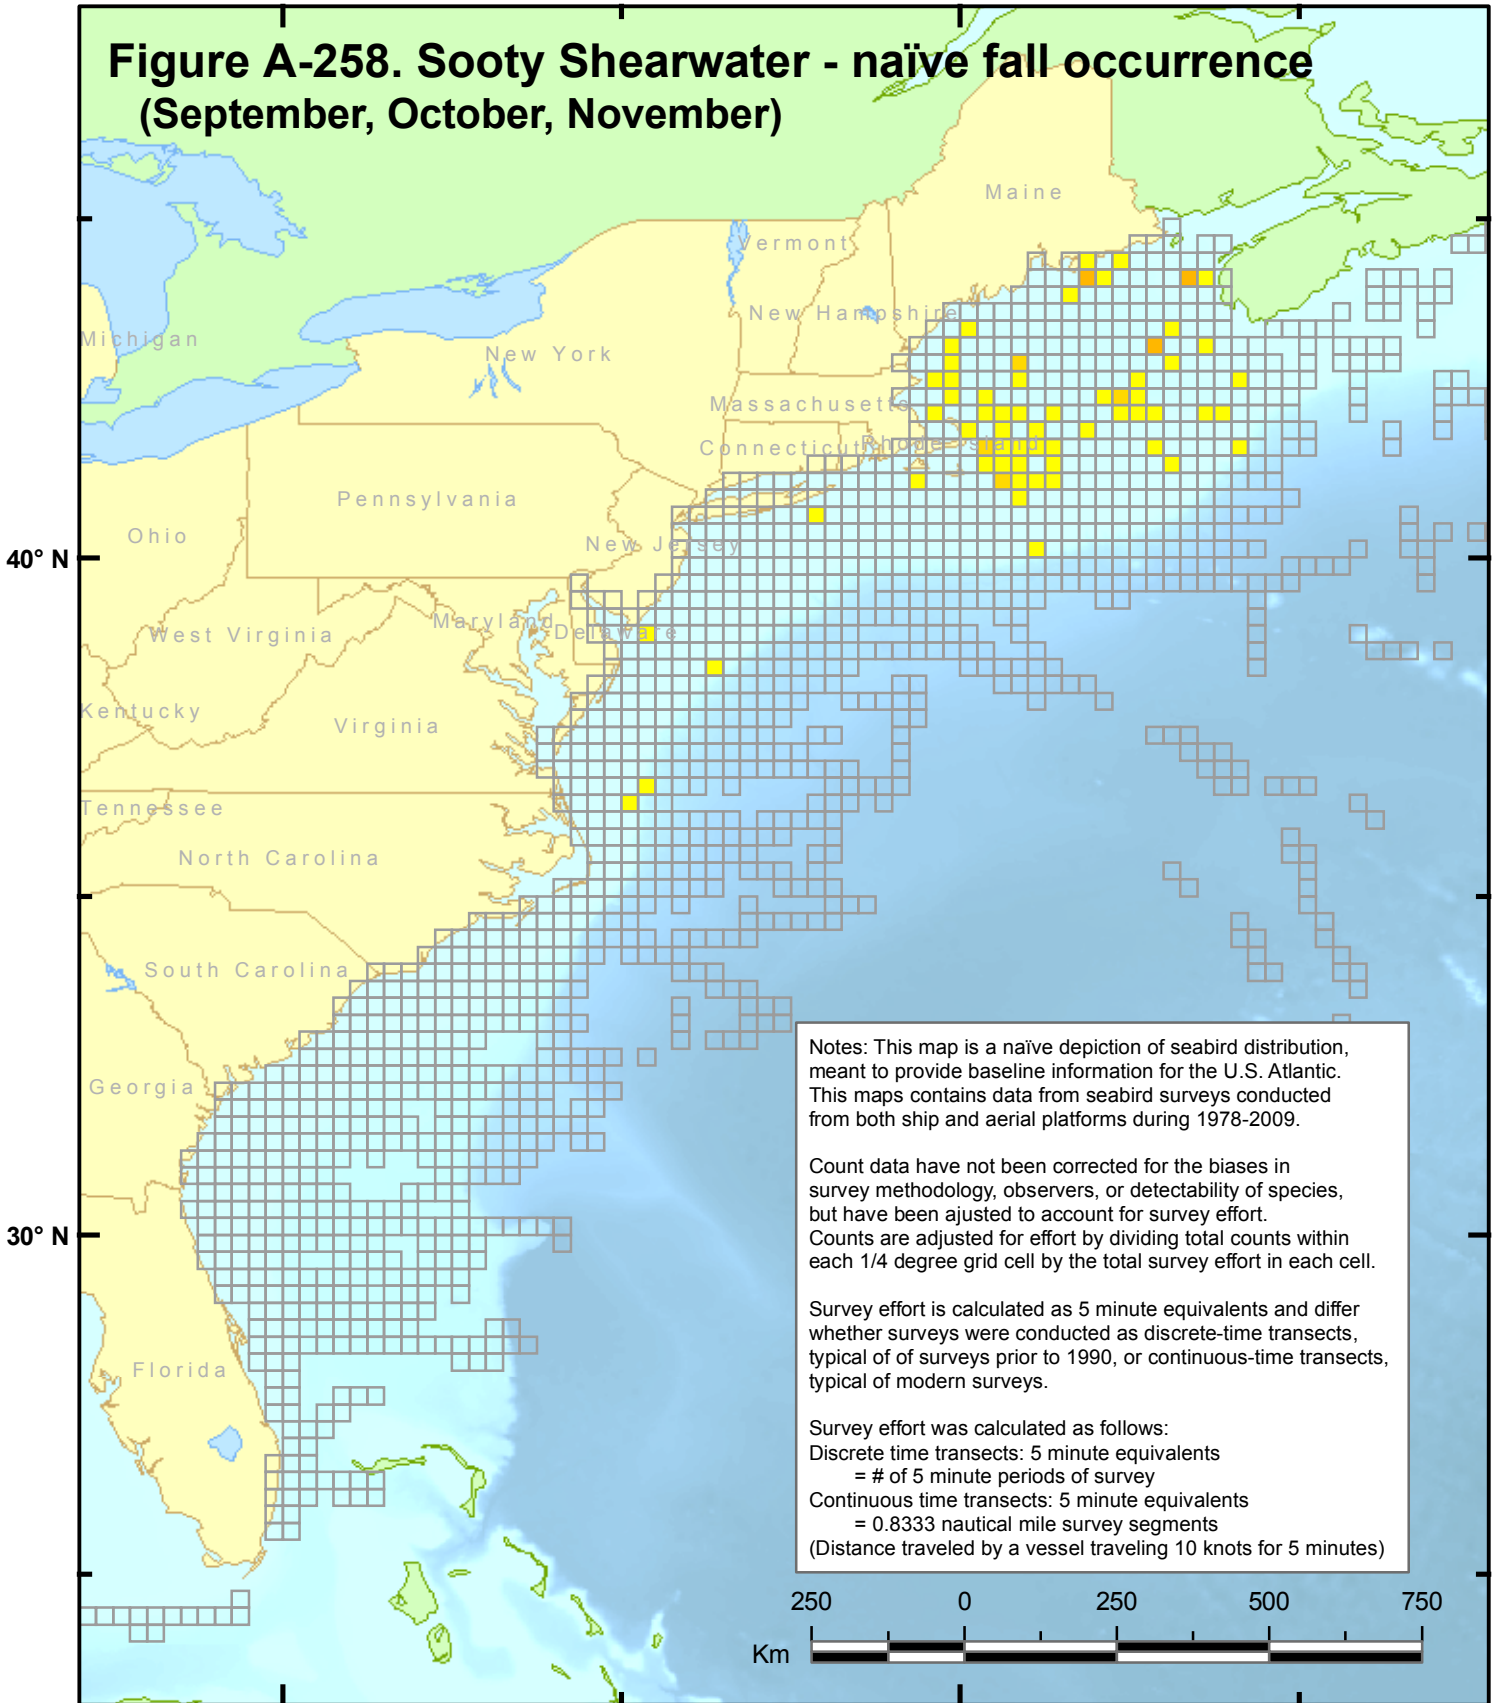 Figure A-258. Sooty Shearwater - naïve fall occurrence
(September, October, November)
Maine
Vermont
New Hampshire
Michigan
New York
Massachusetts
Connecticut
Rhode Island
Pennsylvania
Ohio
New Jersey
40° N
West Virginia
Maryland
Delaware
Kentucky
Virginia
Tennessee
North Carolina
South Carolina
Georgia
30° N
Florida
Notes: This map is a naïve depiction of seabird distribution,
meant to provide baseline information for the U.S. Atlantic.
This maps contains data from seabird surveys conducted
from both ship and aerial platforms during 1978-2009.
Count data have not been corrected for the biases in
survey methodology, observers, or detectability of species,
but have been ajusted to account for survey effort.
Counts are adjusted for effort by dividing total counts within
each 1/4 degree grid cell by the total survey effort in each cell.
Survey effort is calculated as 5 minute equivalents and differ
whether surveys were conducted as discrete-time transects,
typical of of surveys prior to 1990, or continuous-time transects,
typical of modern surveys.
Survey effort was calculated as follows:
Discrete time transects: 5 minute equivalents
= # of 5 minute periods of survey
Continuous time transects: 5 minute equivalents
= 0.8333 nautical mile survey segments
(Distance traveled by a vessel traveling 10 knots for 5 minutes)
250 0 250 500 750
Km